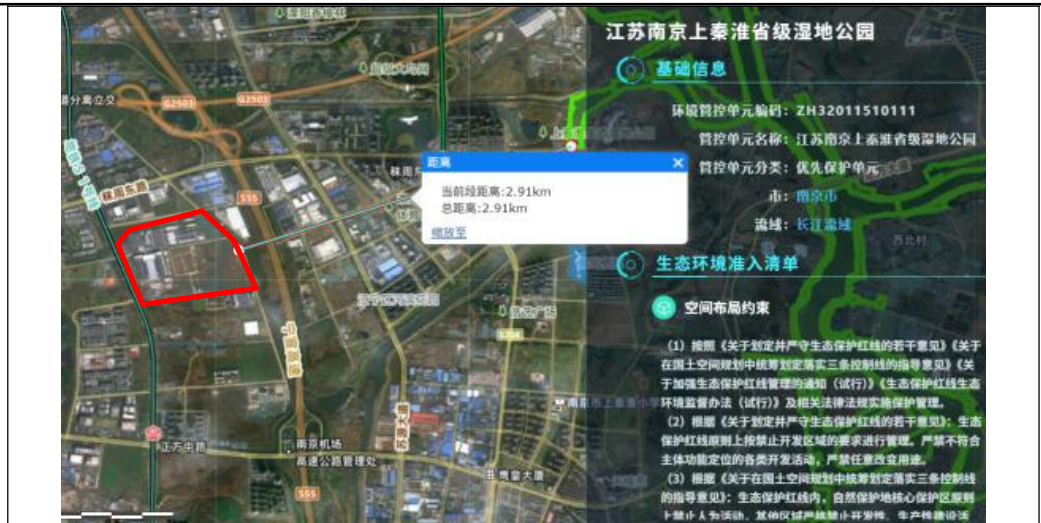 江苏南京上秦淮省级湿地公园
基础信息
环境管控单元编码：ZH32011510111
管控单元名称：江苏南京上秦淮省级湿地公园
管控单元分类：优先保护单元
市：南京市
流域：长江流域
生态环境准入清单
空间布局约束
（1）按照《关于划定并严守生态保护红线的若干意见》《关于
在国土空间规划中统筹划定落实三条控制线的指导意见》《关
于加强生态保护红线管理的通知（试行）》《生态保护红线生态
环境监督办法（试行）》及相关法律法规实施保护管理。
（2）根据《关于划定并严守生态保护红线的若干意见》：生态
保护红线原则上按禁止开发区域的要求进行管理。严禁不符合
主体功能定位的各类开发活动，严禁任意改变用途。
（3）根据《关于在国土空间规划中统筹划定落实三条控制线
的指导意见》：生态保护红线内，自然保护地核心保护区原则
上禁止人为活动，其他区域严格禁止开发性、生产性建设活
距离
当前段距离:2.91km
总距离:2.91km
缩放至
G2503
G2503
秣周东路
S55
正方中路
南京机场
高速公路管理处
S55
西北村